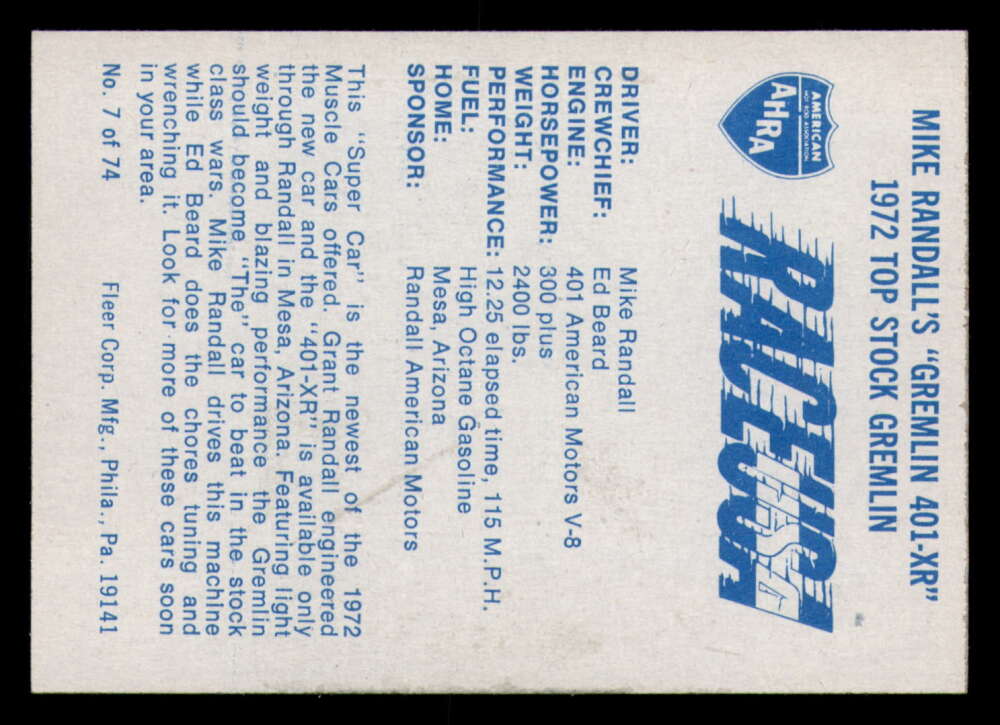 MIKE RANDALL'S "GREMLIN 401-XR"
1972 TOP STOCK GREMLIN
AMERICAN
HOT ROD ASSOCIATION
AHRA
RACING
USA
DRIVER: Mike Randall
CREWCHIEF: Ed Beard
ENGINE: 401 American Motors V-8
HORSEPOWER: 300 plus
WEIGHT: 2400 lbs.
PERFORMANCE: 12.25 elapsed time, 115 M.P.H.
FUEL: High Octane Gasoline
HOME: Mesa, Arizona
SPONSOR: Randall American Motors
This "Super Car" is the newest of the 1972
Muscle Cars offered. Grant Randall engineered
the new car and the "401-XR" is available only
through Randall in Mesa, Arizona. Featuring light
weight and blazing performance the Gremlin
should become "The" car to beat in the stock
class wars. Mike Randall drives this machine
while Ed Beard does the chores tuning and
wrenching it. Look for more of these cars soon
in your area.
No. 7 of 74 Fleer Corp. Mfg., Phila., Pa. 19141